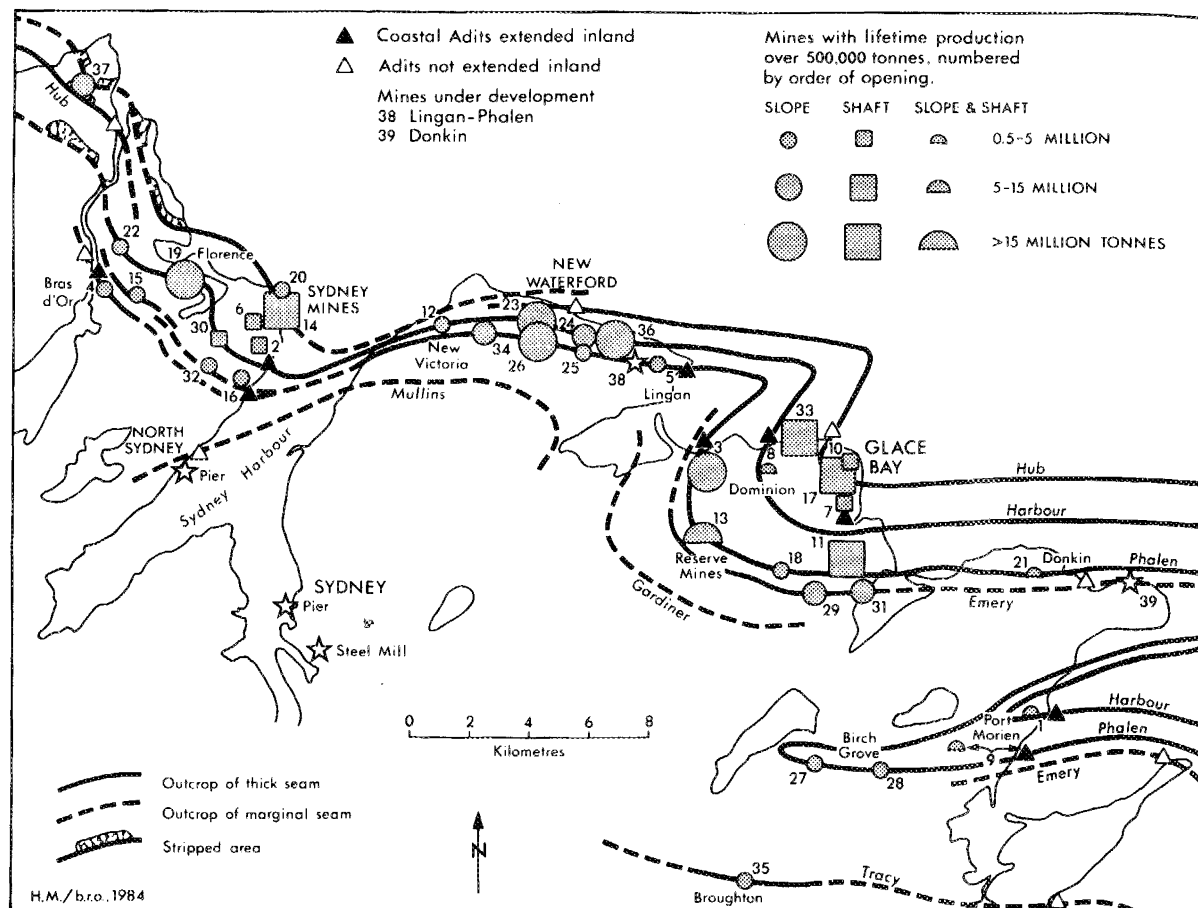 Coastal Adits extended inland
Adits not extended inland
Mines under development
38 Lingan-Phalen
39 Donkin
Mines with lifetime production
over 500,000 tonnes, numbered
by order of opening.
SLOPE SHAFT SLOPE & SHAFT
0.5-5 MILLION
5-15 MILLION
>15 MILLION TONNES
37
Hub
22
19
Florence
Bras
d'Or
4
15
20
SYDNEY
MINES
6
14
30
2
32
16
NORTH
SYDNEY
Pier
Sydney Harbour
Mullins
12
New
Victoria
34
NEW
WATERFORD
23
26
24
25
36
38
5
Lingan
SYDNEY
Pier
Steel Mill
3
8
33
10
GLACE
BAY
Dominion
17
7
Hub
Harbour
13
Reserve
Mines
11
18
21
Donkin
Phalen
Gardiner
29
31
Emery
39
0 2 4 6 8
Kilometres
Birch
Grove
Port
Morien
1
Harbour
Phalen
9
Emery
27
28
35
Broughton
Tracy
Outcrop of thick seam
Outcrop of marginal seam
Stripped area
N
H.M./b.r.o., 1984